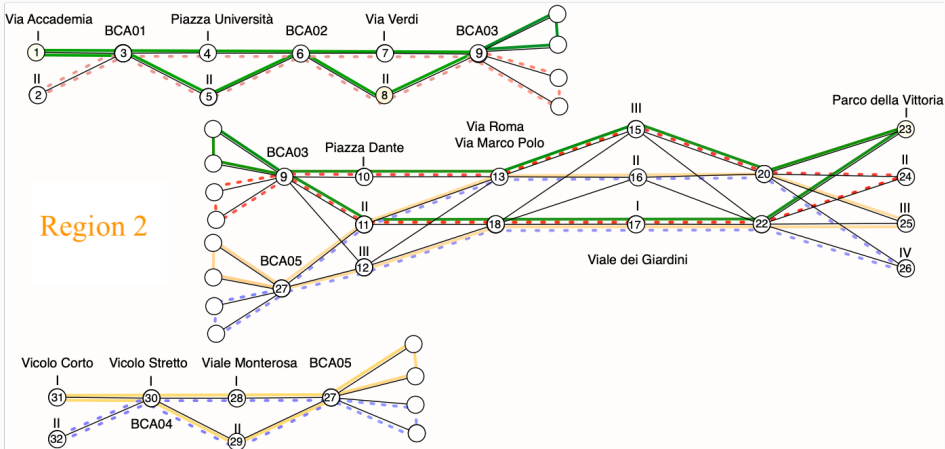 Via Accademia
I
BCA01
Piazza Università
I
BCA02
Via Verdi
I
BCA03
1
3
4
6
7
9
II
2
II
5
II
8
BCA03
Piazza Dante
I
Via Roma
Via Marco Polo
III
15
Parco della Vittoria
I
23
9
10
13
II
16
20
II
24
Region 2
II
11
18
I
17
22
III
25
BCA05
27
III
12
Viale dei Giardini
IV
26
Vicolo Corto
I
Vicolo Stretto
I
Viale Monterosa
I
BCA05
31
30
28
27
II
32
BCA04
II
29